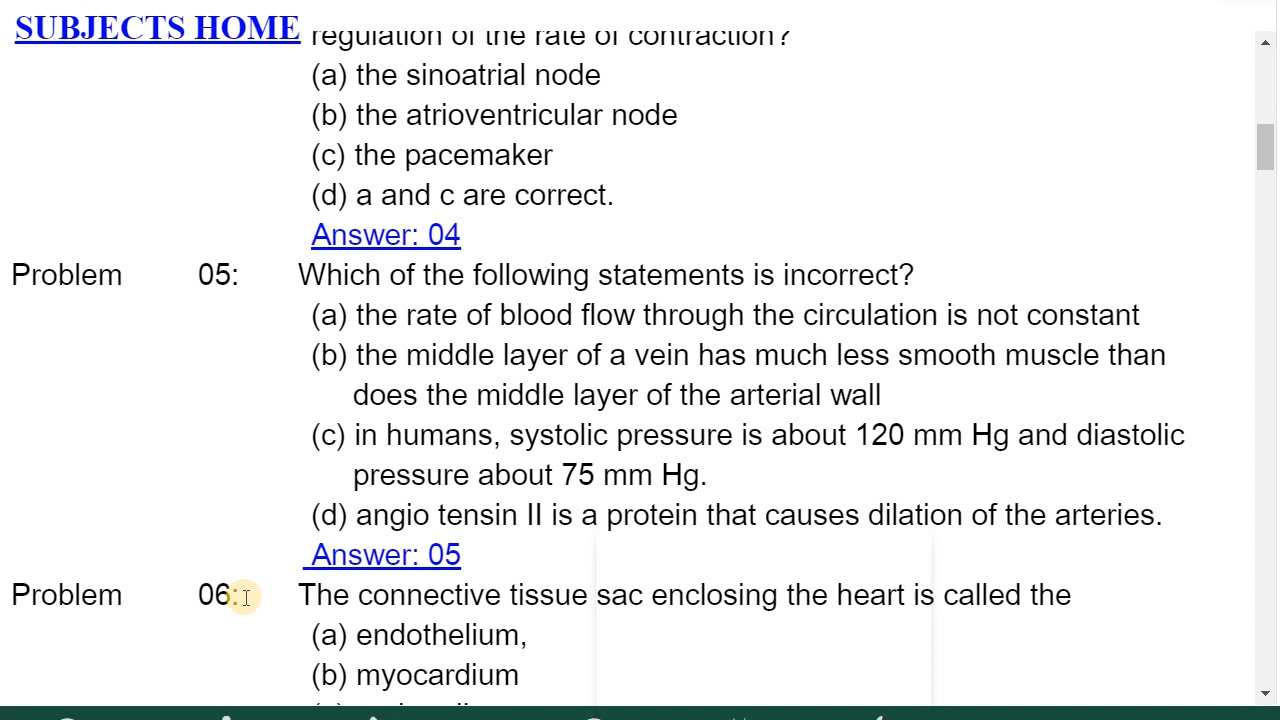 SUBJECTS HOME
regulation of the rate of contraction?
(a) the sinoatrial node
(b) the atrioventricular node
(c) the pacemaker
(d) a and c are correct.
Answer: 04
Problem 05: Which of the following statements is incorrect?
(a) the rate of blood flow through the circulation is not constant
(b) the middle layer of a vein has much less smooth muscle than
does the middle layer of the arterial wall
(c) in humans, systolic pressure is about 120 mm Hg and diastolic
pressure about 75 mm Hg.
(d) angio tensin II is a protein that causes dilation of the arteries.
Answer: 05
Problem 06: The connective tissue sac enclosing the heart is called the
(a) endothelium,
(b) myocardium